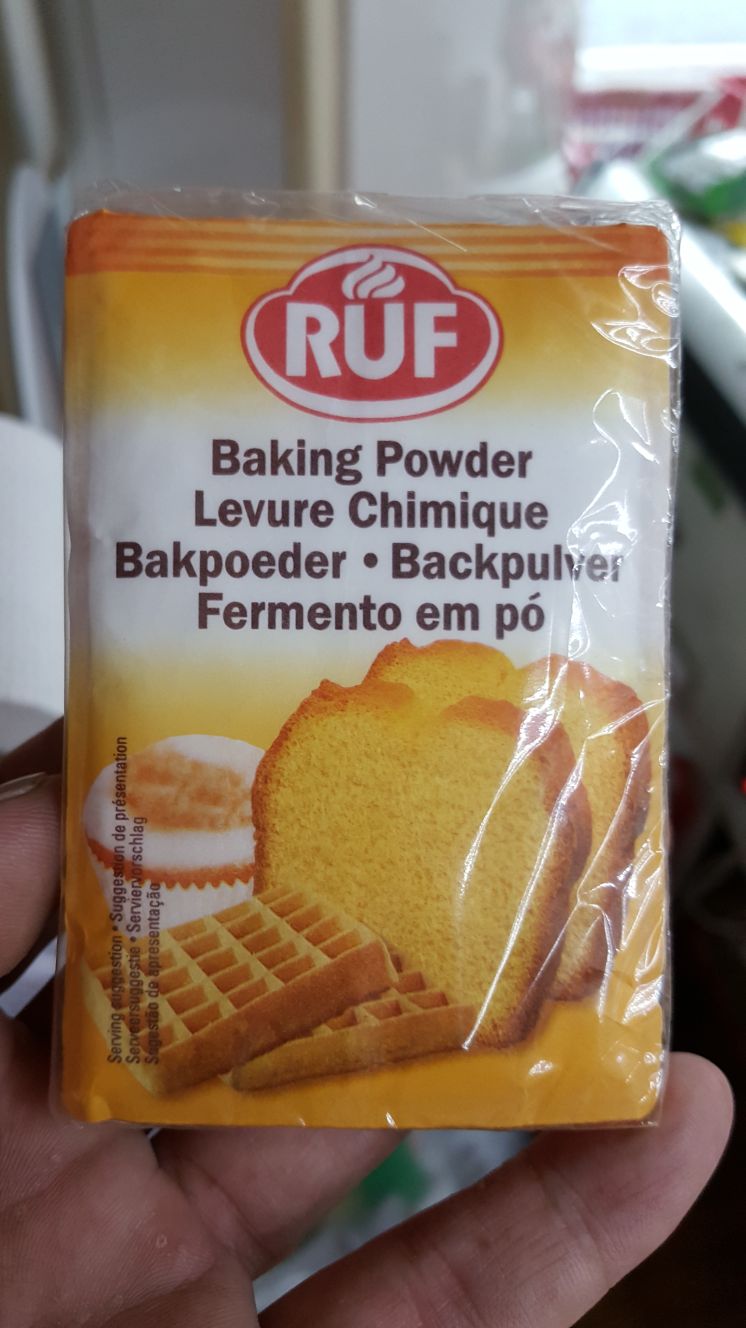 RUF
Baking Powder
Levure Chimique
Bakpoeder • Backpulver
Fermento em pó
Serving suggestion • Suggestion de présentation
Serveersuggestie • Serviervorschlag
Sugestão de apresentação